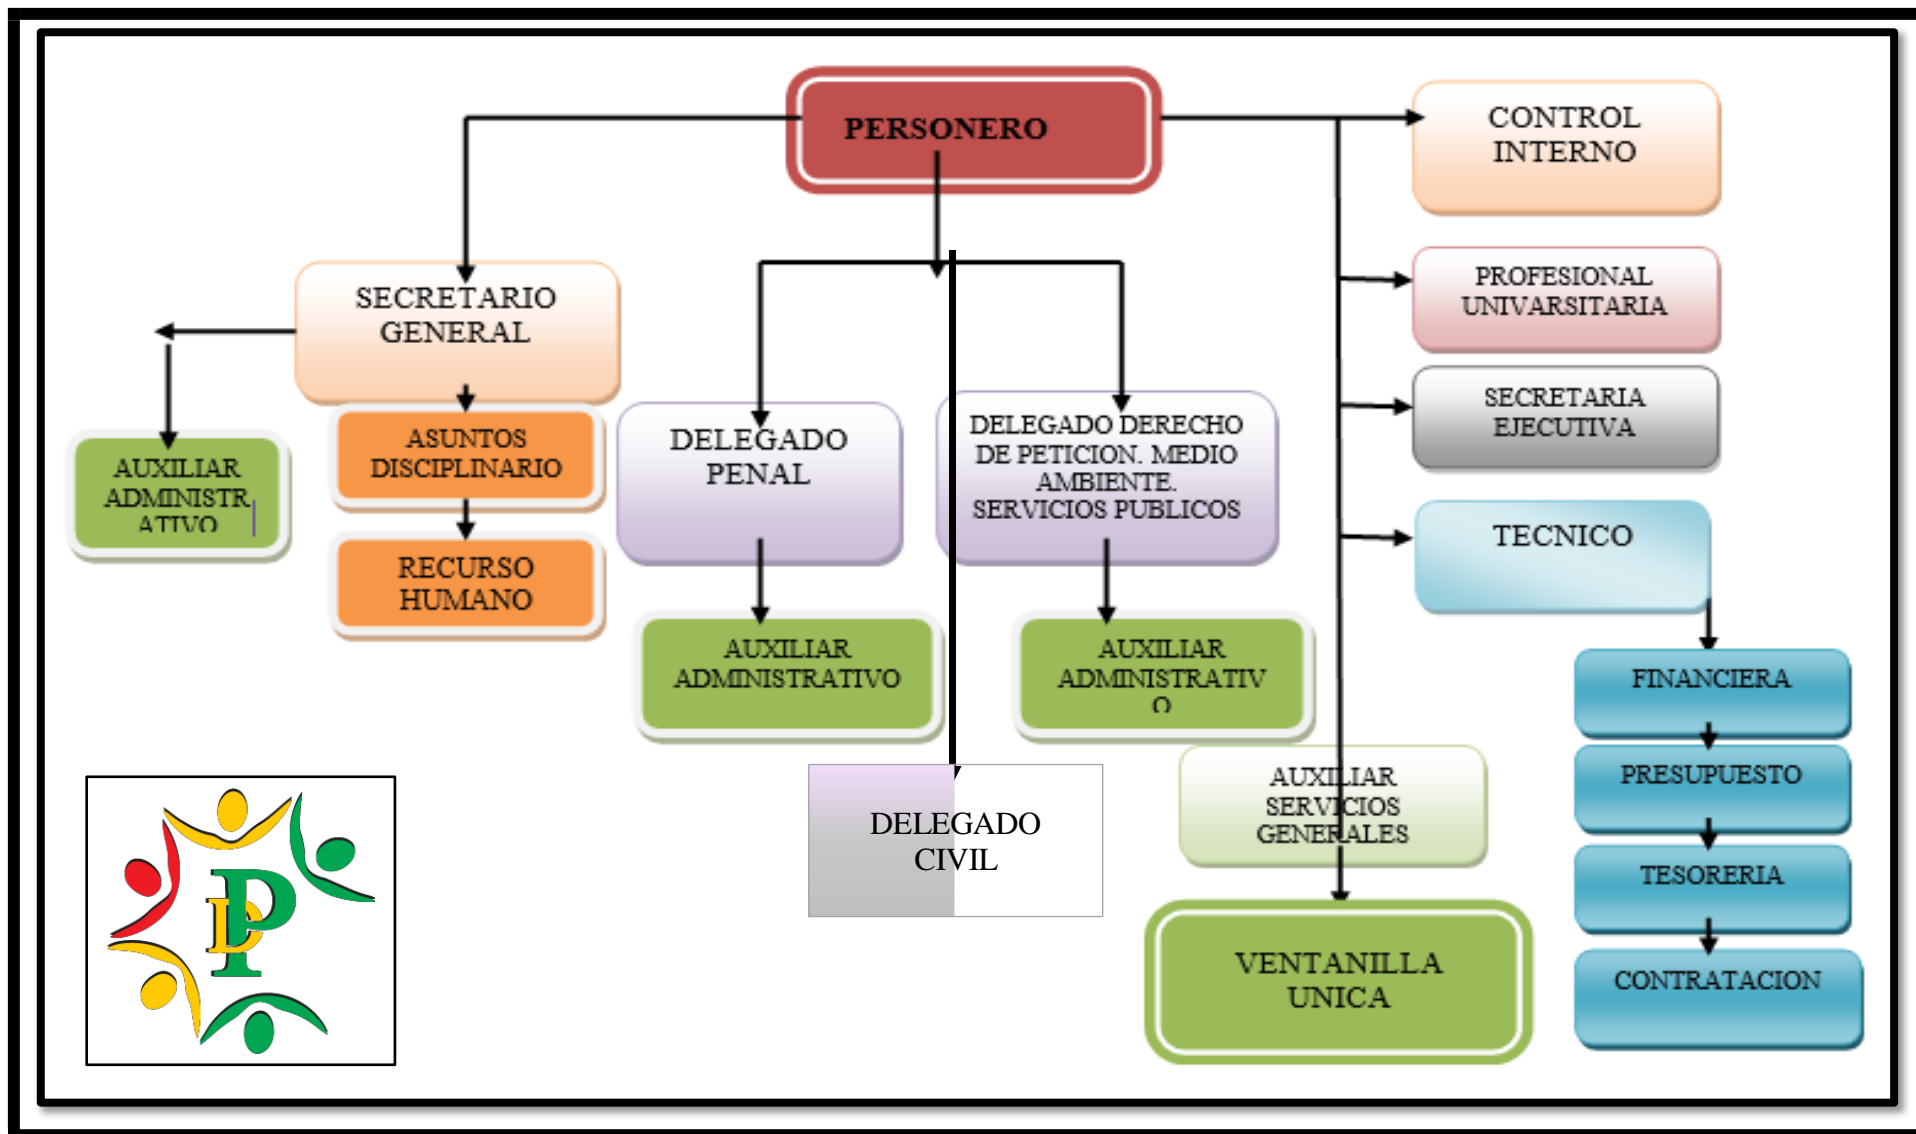 PERSONERO
CONTROL
INTERNO
SECRETARIO
GENERAL
PROFESIONAL
UNIVARSITARIA
SECRETARIA
EJECUTIVA
AUXILIAR
ADMINISTR
ATIVO
ASUNTOS
DISCIPLINARIO
RECURSO
HUMANO
DELEGADO
PENAL
DELEGADO DERECHO
DE PETICION. MEDIO
AMBIENTE.
SERVICIOS PUBLICOS
TECNICO
AUXILIAR
ADMINISTRATIVO
AUXILIAR
ADMINISTRATIV
O
FINANCIERA
PRESUPUESTO
TESORERIA
CONTRATACION
DELEGADO
CIVIL
AUXILIAR
SERVICIOS
GENERALES
VENTANILLA
UNICA
DP